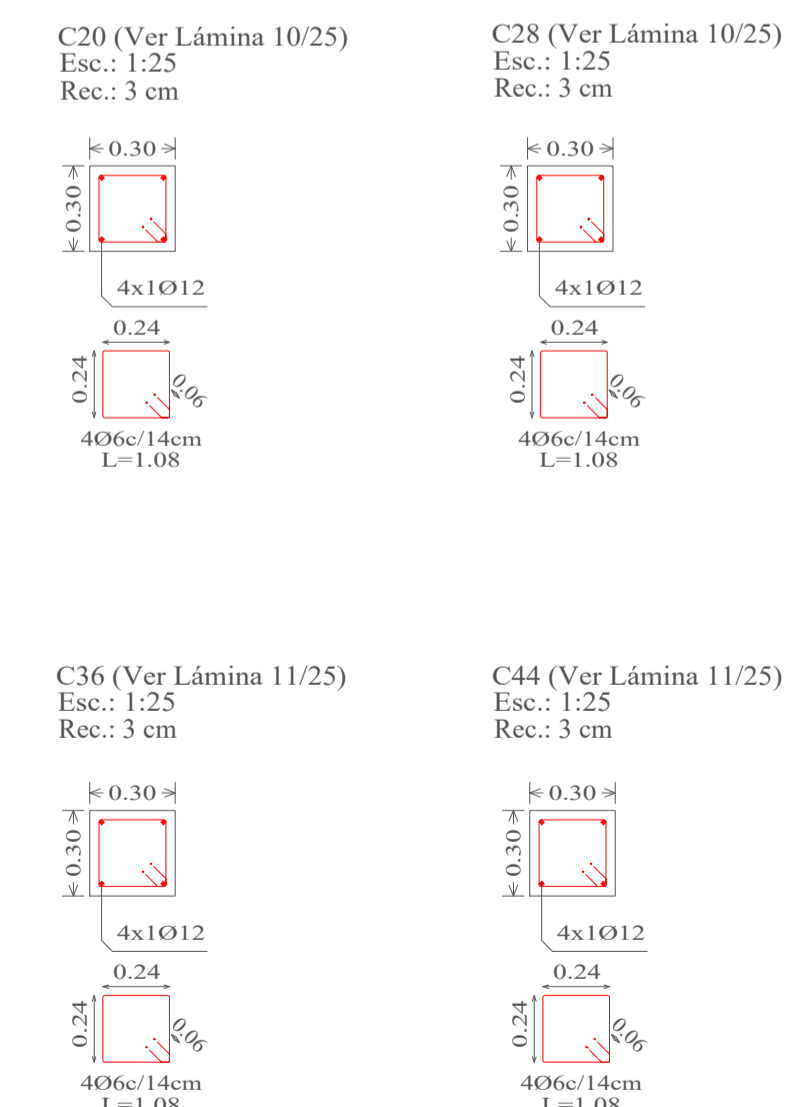 C20 (Ver Lámina 10/25)
Esc.: 1:25
Rec.: 3 cm
0.30
0.30
4x1Ø12
0.24
0.24
0.06
4Ø6c/14cm
L=1.08
C28 (Ver Lámina 10/25)
Esc.: 1:25
Rec.: 3 cm
0.30
0.30
4x1Ø12
0.24
0.24
0.06
4Ø6c/14cm
L=1.08
C36 (Ver Lámina 11/25)
Esc.: 1:25
Rec.: 3 cm
0.30
0.30
4x1Ø12
0.24
0.24
0.06
4Ø6c/14cm
L=1.08
C44 (Ver Lámina 11/25)
Esc.: 1:25
Rec.: 3 cm
0.30
0.30
4x1Ø12
0.24
0.24
0.06
4Ø6c/14cm
L=1.08